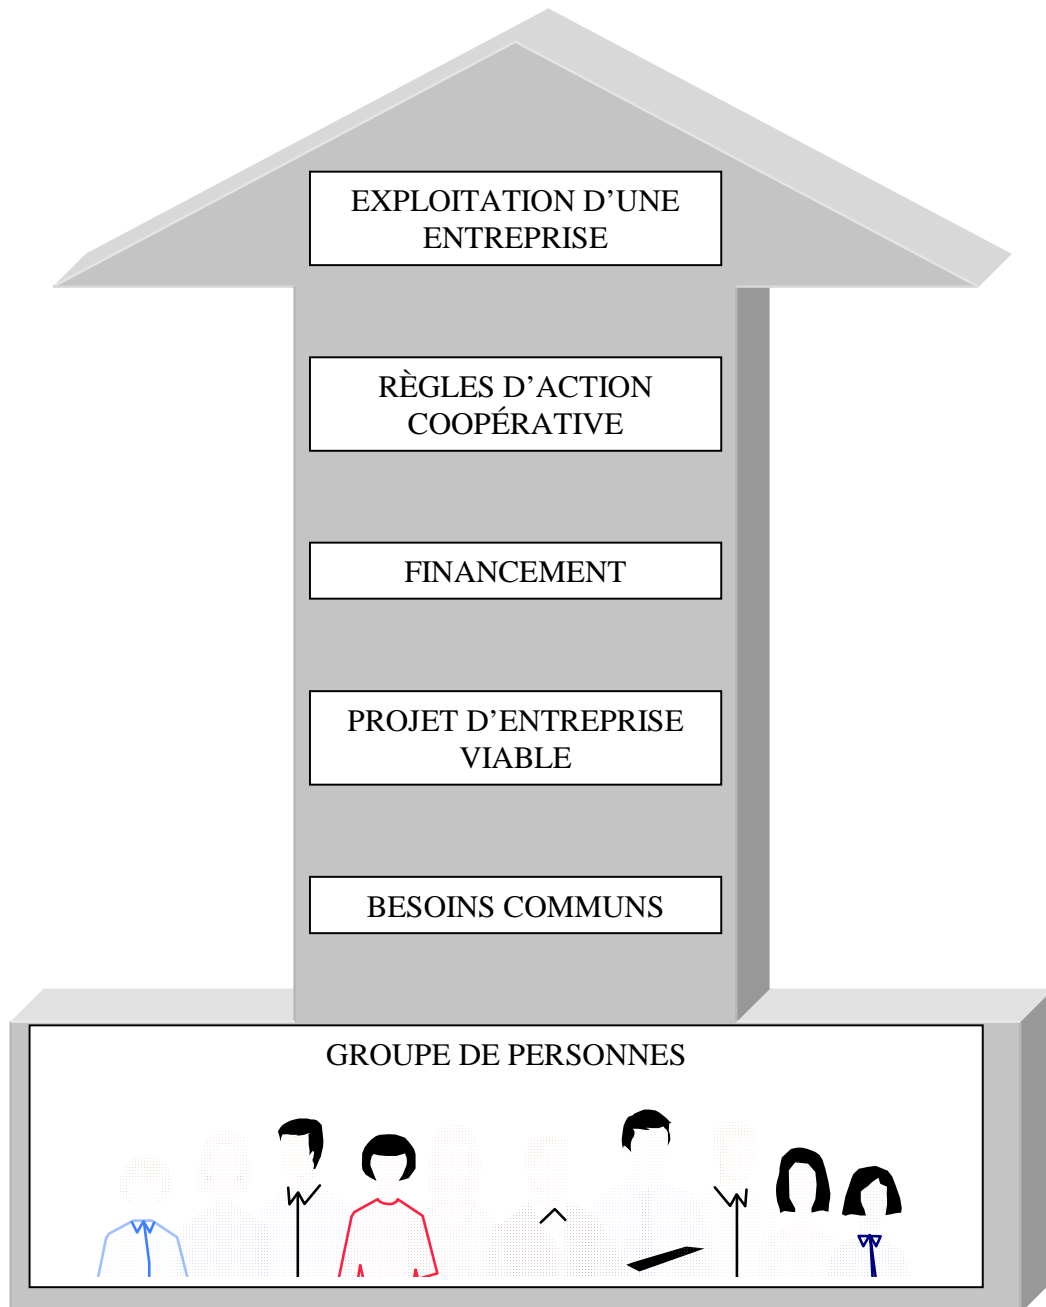 EXPLOITATION D’UNE
ENTREPRISE
RÈGLES D’ACTION
COOPÉRATIVE
FINANCEMENT
PROJET D’ENTREPRISE
VIABLE
BESOINS COMMUNS
GROUPE DE PERSONNES